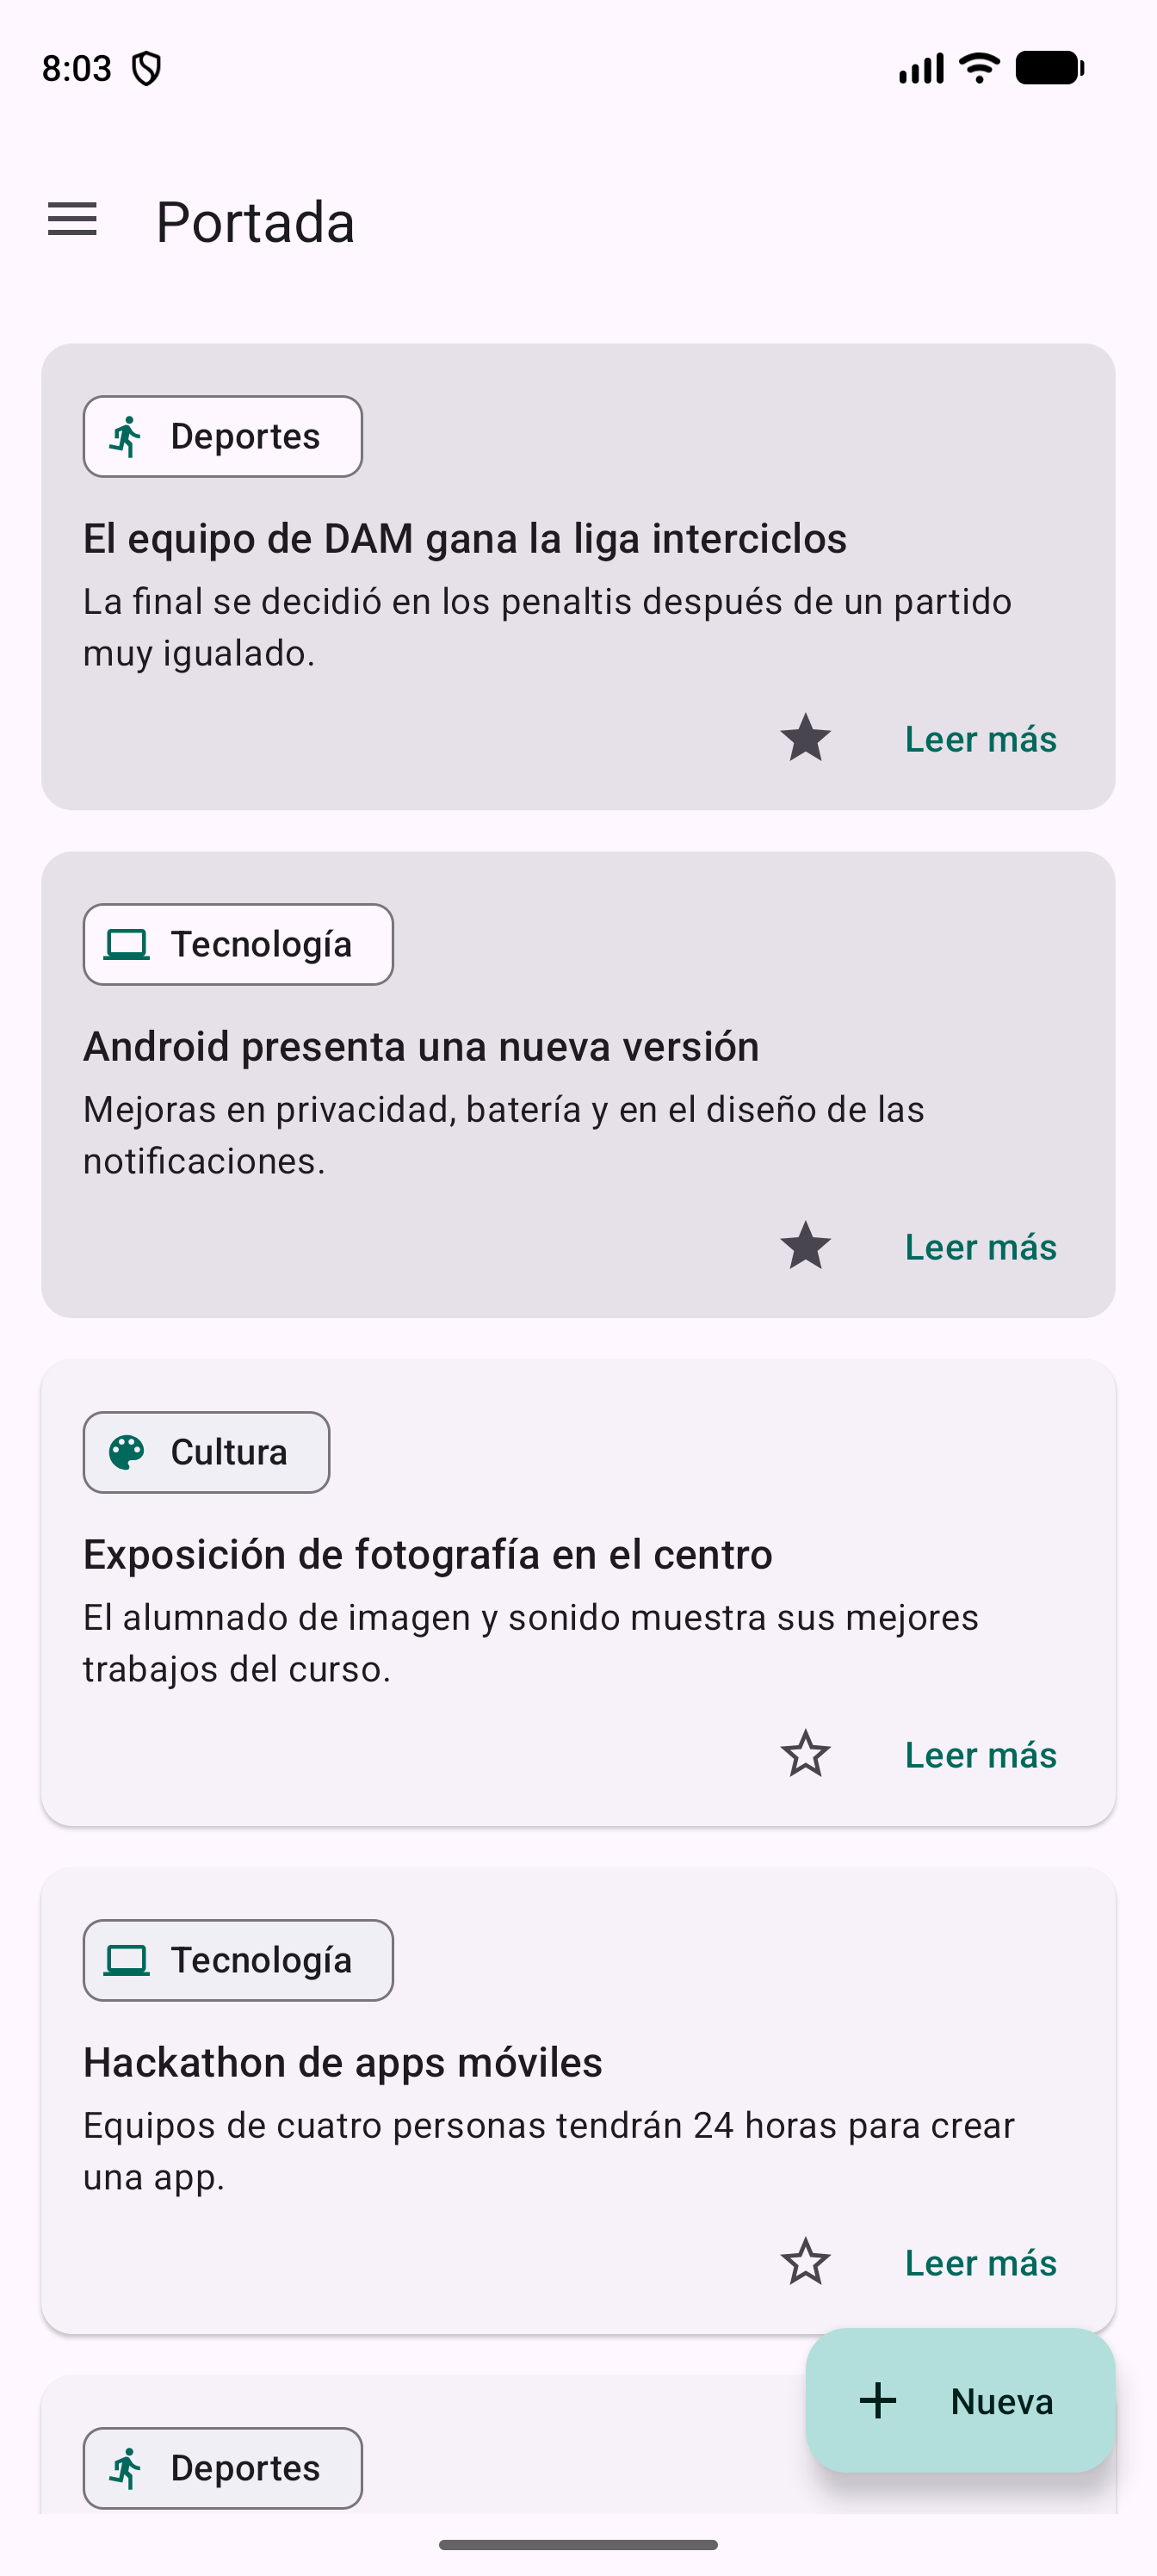 8:03
Portada
Deportes
El equipo de DAM gana la liga interciclos
La final se decidió en los penaltis después de un partido
muy igualado.
Leer más
Tecnología
Android presenta una nueva versión
Mejoras en privacidad, batería y en el diseño de las
notificaciones.
Leer más
Cultura
Exposición de fotografía en el centro
El alumnado de imagen y sonido muestra sus mejores
trabajos del curso.
Leer más
Tecnología
Hackathon de apps móviles
Equipos de cuatro personas tendrán 24 horas para crear
una app.
Leer más
Nueva
Deportes